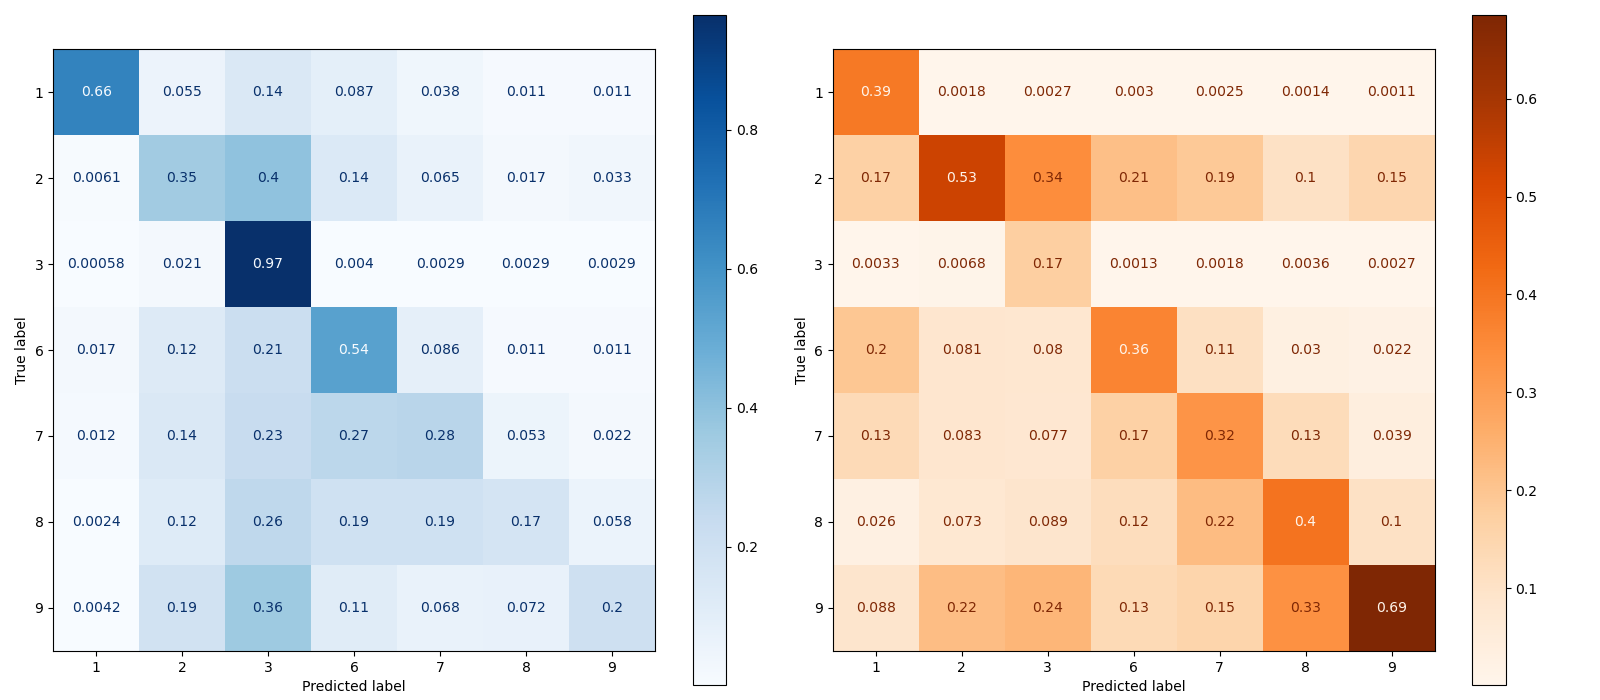 1 0.66 0.055 0.14 0.087 0.038 0.011 0.011
2 0.0061 0.35 0.4 0.14 0.065 0.017 0.033
3 0.00058 0.021 0.97 0.004 0.0029 0.0029 0.0029
6 0.017 0.12 0.21 0.54 0.086 0.011 0.011
7 0.012 0.14 0.23 0.27 0.28 0.053 0.022
8 0.0024 0.12 0.26 0.19 0.19 0.17 0.058
9 0.0042 0.19 0.36 0.11 0.068 0.072 0.2
1 2 3 6 7 8 9
True label
Predicted label
0.8
0.6
0.4
0.2
1 0.39 0.0018 0.0027 0.003 0.0025 0.0014 0.0011
2 0.17 0.53 0.34 0.21 0.19 0.1 0.15
3 0.0033 0.0068 0.17 0.0013 0.0018 0.0036 0.0027
6 0.2 0.081 0.08 0.36 0.11 0.03 0.022
7 0.13 0.083 0.077 0.17 0.32 0.13 0.039
8 0.026 0.073 0.089 0.12 0.22 0.4 0.1
9 0.088 0.22 0.24 0.13 0.15 0.33 0.69
1 2 3 6 7 8 9
True label
Predicted label
0.6
0.5
0.4
0.3
0.2
0.1